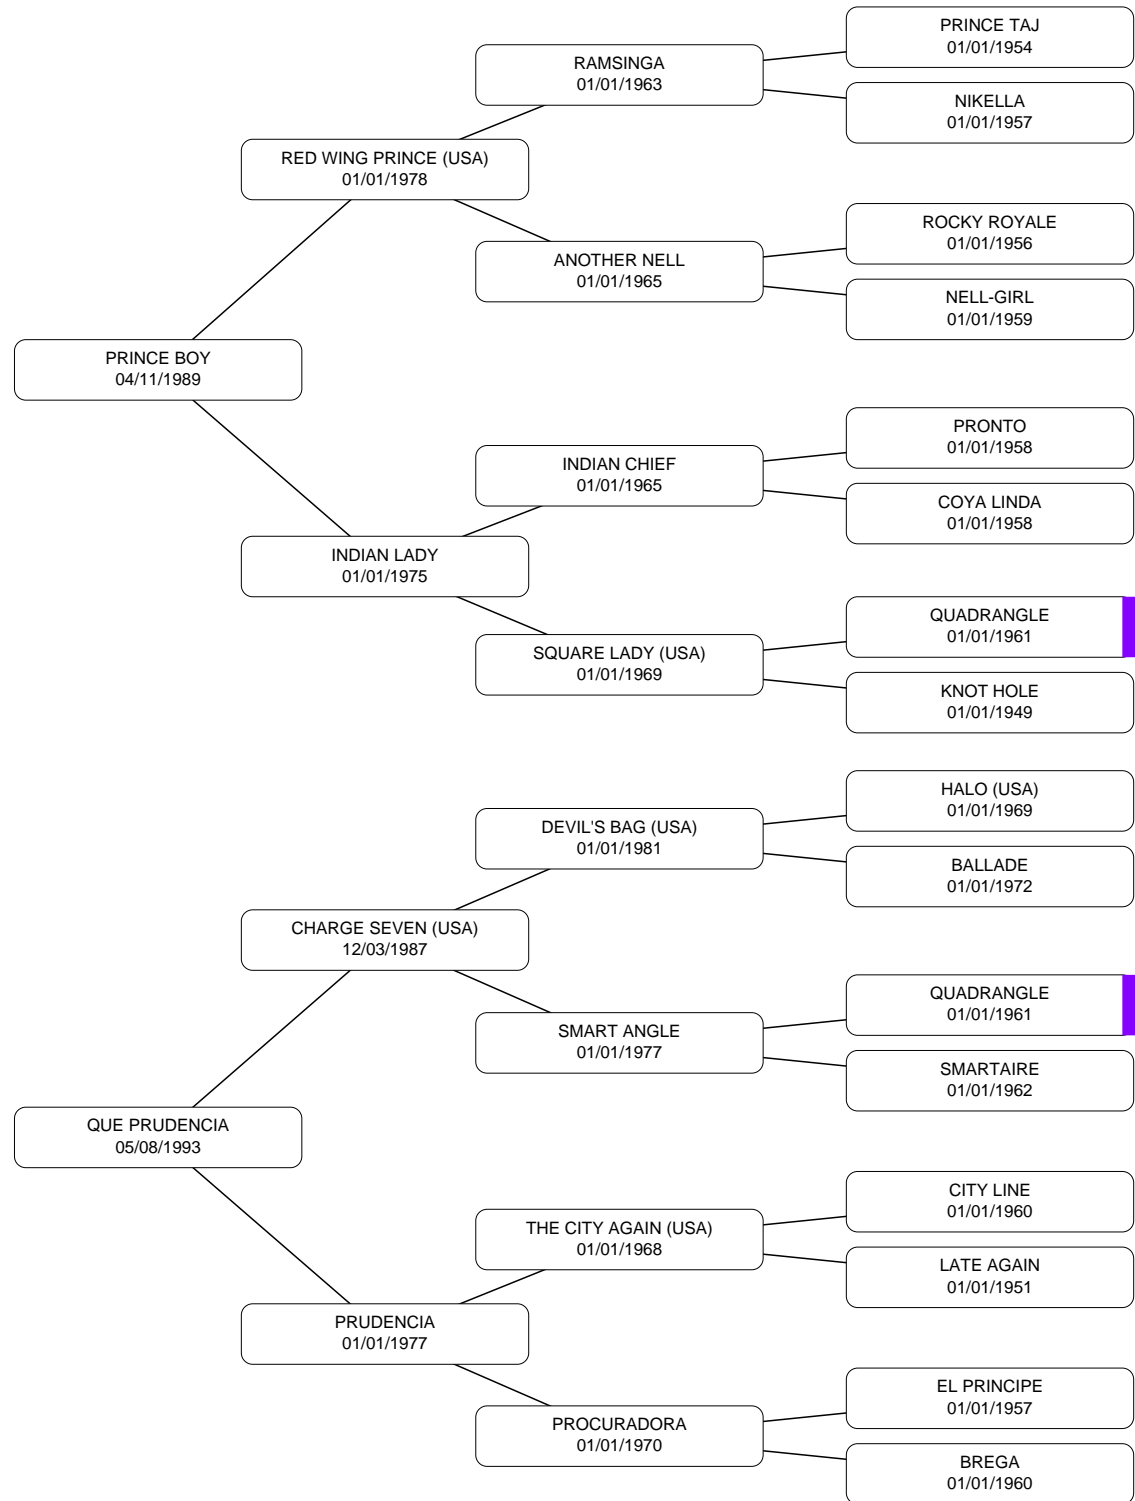 PRINCE TAJ
01/01/1954
RAMSINGA
01/01/1963
NIKELLA
01/01/1957
RED WING PRINCE (USA)
01/01/1978
ROCKY ROYALE
01/01/1956
ANOTHER NELL
01/01/1965
NELL-GIRL
01/01/1959
PRINCE BOY
04/11/1989
PRONTO
01/01/1958
INDIAN CHIEF
01/01/1965
COYA LINDA
01/01/1958
INDIAN LADY
01/01/1975
QUADRANGLE
01/01/1961
SQUARE LADY (USA)
01/01/1969
KNOT HOLE
01/01/1949
HALO (USA)
01/01/1969
DEVIL'S BAG (USA)
01/01/1981
BALLADE
01/01/1972
CHARGE SEVEN (USA)
12/03/1987
QUADRANGLE
01/01/1961
SMART ANGLE
01/01/1977
SMARTAIRE
01/01/1962
QUE PRUDENCIA
05/08/1993
CITY LINE
01/01/1960
THE CITY AGAIN (USA)
01/01/1968
LATE AGAIN
01/01/1951
PRUDENCIA
01/01/1977
EL PRINCIPE
01/01/1957
PROCURADORA
01/01/1970
BREGA
01/01/1960